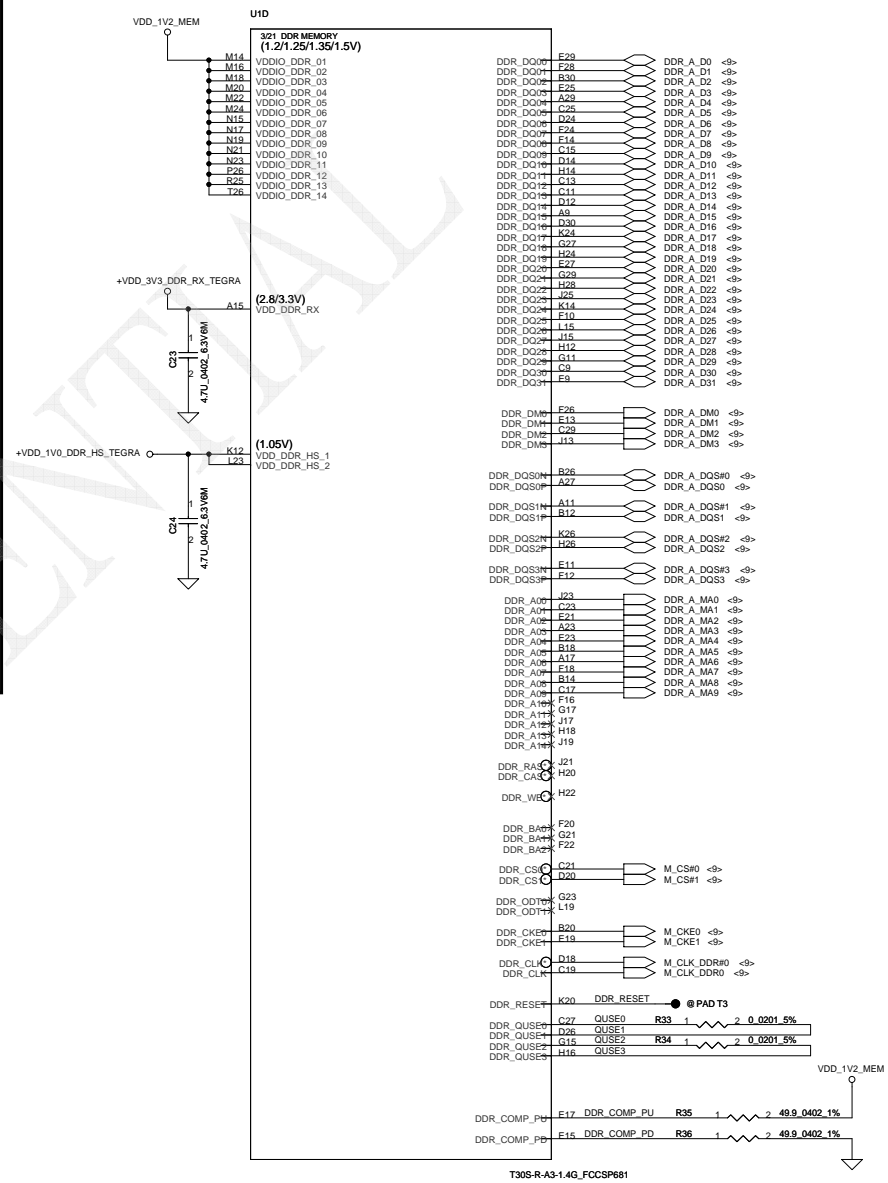 U1D
VDD_1V2_MEM
3/21 DDR MEMORY
(1.2/1.25/1.35/1.5V)
M14 VDDIO_DDR_01
M16 VDDIO_DDR_02
M18 VDDIO_DDR_03
M20 VDDIO_DDR_04
M22 VDDIO_DDR_05
M24 VDDIO_DDR_06
N15 VDDIO_DDR_07
N17 VDDIO_DDR_08
N19 VDDIO_DDR_09
N21 VDDIO_DDR_10
N23 VDDIO_DDR_11
P26 VDDIO_DDR_12
R25 VDDIO_DDR_13
T26 VDDIO_DDR_14
+VDD_3V3_DDR_RX_TEGRA
(2.8/3.3V)
A15 VDD_DDR_RX
1
C23
2
4.7U_0402_6.3V6M
+VDD_1V0_DDR_HS_TEGRA
(1.05V)
K12 VDD_DDR_HS_1
L23 VDD_DDR_HS_2
1
C24
2
4.7U_0402_6.3V6M
DDR_DQ00 E29 DDR_A_D0 <9>
DDR_DQ01 F28 DDR_A_D1 <9>
DDR_DQ02 B30 DDR_A_D2 <9>
DDR_DQ03 E25 DDR_A_D3 <9>
DDR_DQ04 A29 DDR_A_D4 <9>
DDR_DQ05 C25 DDR_A_D5 <9>
DDR_DQ06 D24 DDR_A_D6 <9>
DDR_DQ07 F24 DDR_A_D7 <9>
DDR_DQ08 F14 DDR_A_D8 <9>
DDR_DQ09 C15 DDR_A_D9 <9>
DDR_DQ10 D14 DDR_A_D10 <9>
DDR_DQ11 H14 DDR_A_D11 <9>
DDR_DQ12 C13 DDR_A_D12 <9>
DDR_DQ13 C11 DDR_A_D13 <9>
DDR_DQ14 D12 DDR_A_D14 <9>
DDR_DQ15 A9 DDR_A_D15 <9>
DDR_DQ16 D30 DDR_A_D16 <9>
DDR_DQ17 K24 DDR_A_D17 <9>
DDR_DQ18 G27 DDR_A_D18 <9>
DDR_DQ19 H24 DDR_A_D19 <9>
DDR_DQ20 E27 DDR_A_D20 <9>
DDR_DQ21 G29 DDR_A_D21 <9>
DDR_DQ22 H28 DDR_A_D22 <9>
DDR_DQ23 J25 DDR_A_D23 <9>
DDR_DQ24 K14 DDR_A_D24 <9>
DDR_DQ25 F10 DDR_A_D25 <9>
DDR_DQ26 L15 DDR_A_D26 <9>
DDR_DQ27 J15 DDR_A_D27 <9>
DDR_DQ28 H12 DDR_A_D28 <9>
DDR_DQ29 G11 DDR_A_D29 <9>
DDR_DQ30 C9 DDR_A_D30 <9>
DDR_DQ31 E9 DDR_A_D31 <9>
DDR_DM0 F26 DDR_A_DM0 <9>
DDR_DM1 E13 DDR_A_DM1 <9>
DDR_DM2 C29 DDR_A_DM2 <9>
DDR_DM3 J13 DDR_A_DM3 <9>
DDR_DQS0N B26 DDR_A_DQS#0 <9>
DDR_DQS0P A27 DDR_A_DQS0 <9>
DDR_DQS1N A11 DDR_A_DQS#1 <9>
DDR_DQS1P B12 DDR_A_DQS1 <9>
DDR_DQS2N K26 DDR_A_DQS#2 <9>
DDR_DQS2P H26 DDR_A_DQS2 <9>
DDR_DQS3N E11 DDR_A_DQS#3 <9>
DDR_DQS3P F12 DDR_A_DQS3 <9>
DDR_A00 J23 DDR_A_MA0 <9>
DDR_A01 C23 DDR_A_MA1 <9>
DDR_A02 E21 DDR_A_MA2 <9>
DDR_A03 A23 DDR_A_MA3 <9>
DDR_A04 E23 DDR_A_MA4 <9>
DDR_A05 B18 DDR_A_MA5 <9>
DDR_A06 A17 DDR_A_MA6 <9>
DDR_A07 F18 DDR_A_MA7 <9>
DDR_A08 B14 DDR_A_MA8 <9>
DDR_A09 C17 DDR_A_MA9 <9>
DDR_A10 F16
DDR_A11 G17
DDR_A12 J17
DDR_A13 H18
DDR_A14 J19
DDR_RAS* J21
DDR_CAS* H20
DDR_WE* H22
DDR_BA0 F20
DDR_BA1 G21
DDR_BA2 F22
DDR_CS0* C21 M_CS#0 <9>
DDR_CS1* D20 M_CS#1 <9>
DDR_ODT0 G23
DDR_ODT1 L19
DDR_CKE0 B20 M_CKE0 <9>
DDR_CKE1 E19 M_CKE1 <9>
DDR_CLK* D18 M_CLK_DDR#0 <9>
DDR_CLK C19 M_CLK_DDR0 <9>
DDR_RESET K20 DDR_RESET @ PAD T3
DDR_QUSE0 C27 QUSE0 R33 1 2 0_0201_5%
DDR_QUSE1 D26 QUSE1
DDR_QUSE2 G15 QUSE2 R34 1 2 0_0201_5%
DDR_QUSE3 H16 QUSE3
VDD_1V2_MEM
DDR_COMP_PU E17 DDR_COMP_PU R35 1 2 49.9_0402_1%
DDR_COMP_PD E15 DDR_COMP_PD R36 1 2 49.9_0402_1%
T30S-R-A3-1.4G_FCCSP681
ENTIAL